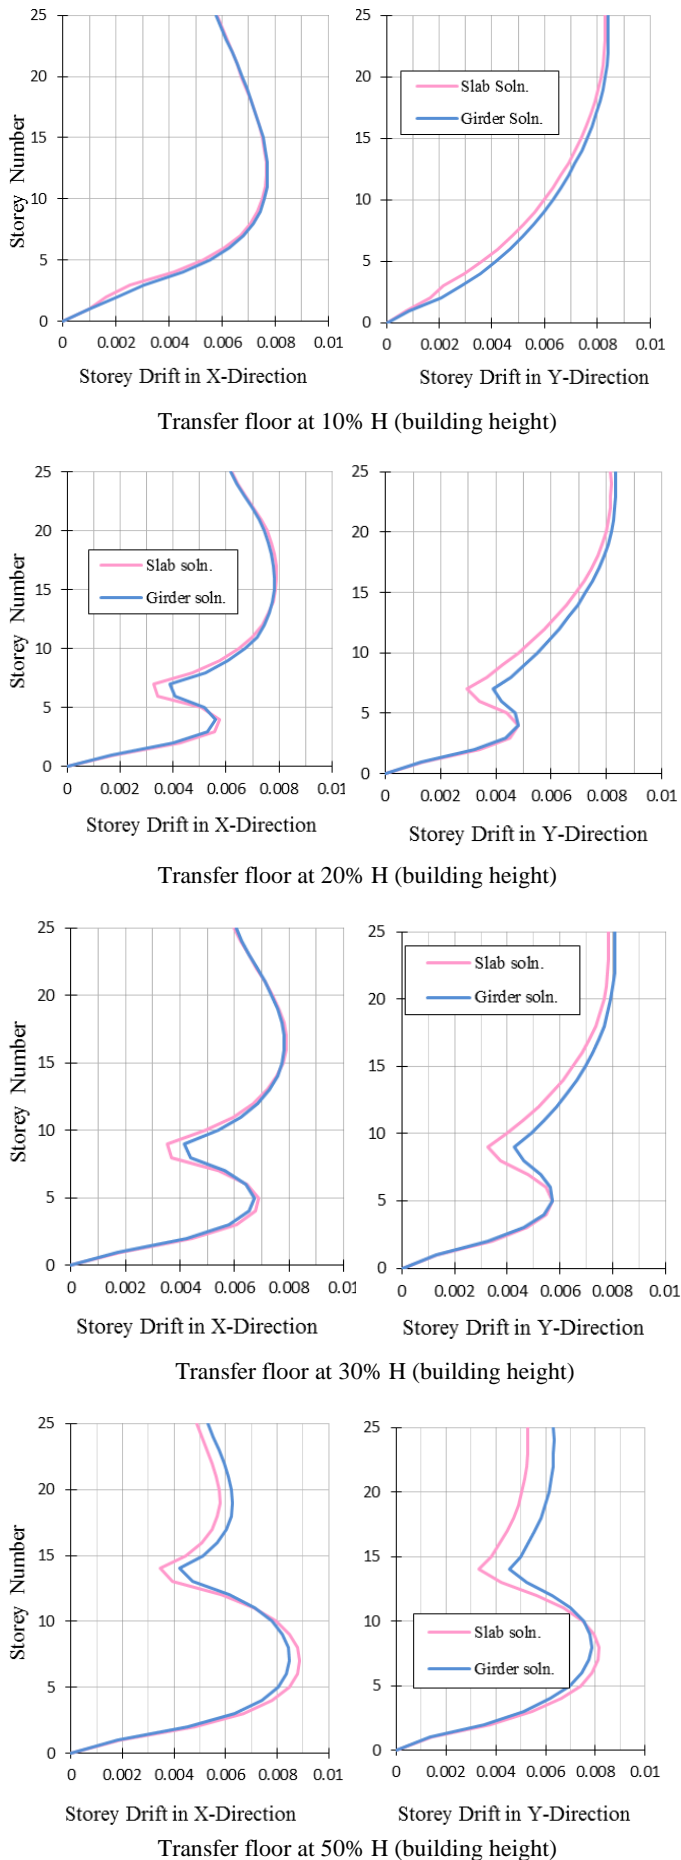 25
20
15
10
5
0
Storey Number
0 0.002 0.004 0.006 0.008 0.01
Storey Drift in X-Direction
25
20
15
10
5
0
Slab Soln.
Girder Soln.
0 0.002 0.004 0.006 0.008 0.01
Storey Drift in Y-Direction
Transfer floor at 10% H (building height)
25
20
15
10
5
0
Storey Number
Slab soln.
Girder soln.
0 0.002 0.004 0.006 0.008 0.01
Storey Drift in X-Direction
25
20
15
10
5
0
0 0.002 0.004 0.006 0.008 0.01
Storey Drift in Y-Direction
Transfer floor at 20% H (building height)
25
20
15
10
5
0
Storey Number
0 0.002 0.004 0.006 0.008 0.01
Storey Drift in X-Direction
25
20
15
10
5
0
Slab soln.
Girder soln.
0 0.002 0.004 0.006 0.008 0.01
Storey Drift in Y-Direction
Transfer floor at 30% H (building height)
25
20
15
10
5
0
Storey Number
0 0.002 0.004 0.006 0.008 0.01
Storey Drift in X-Direction
25
20
15
10
5
0
Slab soln.
Girder soln.
0 0.002 0.004 0.006 0.008 0.01
Storey Drift in Y-Direction
Transfer floor at 50% H (building height)